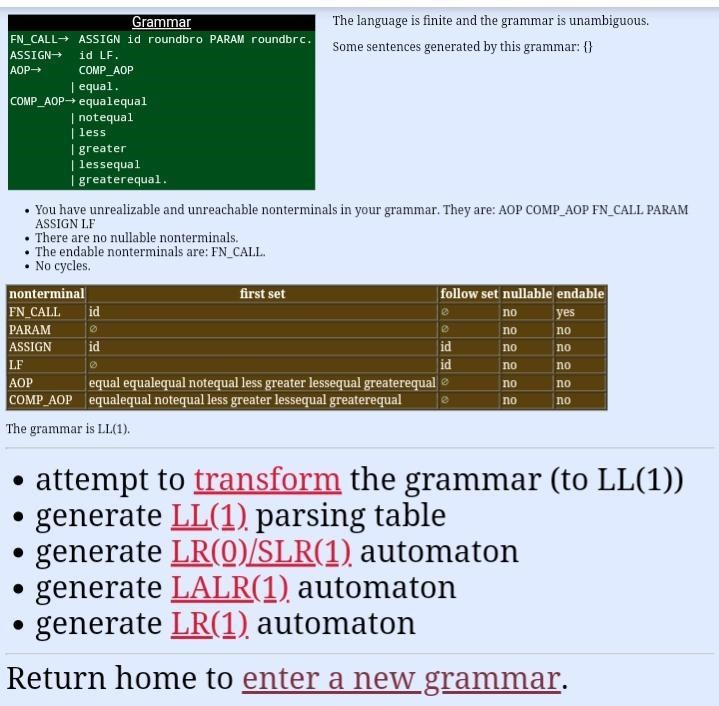 Grammar
FN_CALL→ ASSIGN id roundbro PARAM roundbrc.
ASSIGN→ id LF.
AOP→ COMP_AOP
| equal.
COMP_AOP→ equalequal
| notequal
| less
| greater
| lessequal
| greaterequal.
The language is finite and the grammar is unambiguous.
Some sentences generated by this grammar: {}
• You have unrealizable and unreachable nonterminals in your grammar. They are: AOP COMP_AOP FN_CALL PARAM
ASSIGN LF
• There are no nullable nonterminals.
• The endable nonterminals are: FN_CALL.
• No cycles.
nonterminal first set follow set nullable endable
FN_CALL id ∅ no yes
PARAM ∅ ∅ no no
ASSIGN id id no no
LF ∅ id no no
AOP equal equalequal notequal less greater lessequal greaterequal ∅ no no
COMP_AOP equalequal notequal less greater lessequal greaterequal ∅ no no
The grammar is LL(1).
• attempt to transform the grammar (to LL(1))
• generate LL(1) parsing table
• generate LR(0)/SLR(1) automaton
• generate LALR(1) automaton
• generate LR(1) automaton
Return home to enter a new grammar.